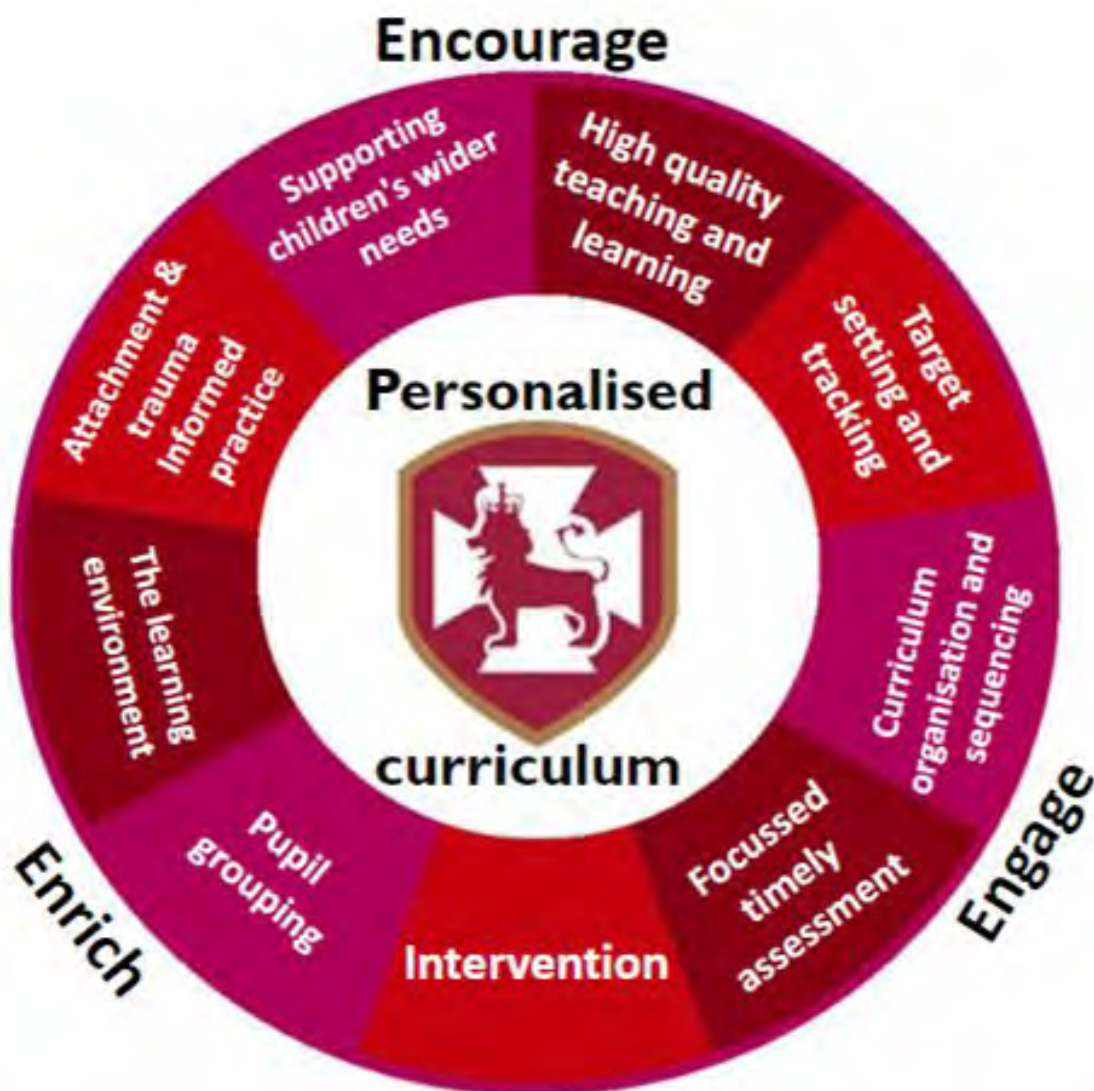 Encourage
High quality
teaching and
learning
Target
setting and
tracking
Curriculum
organisation and
sequencing
Engage
Focussed
timely
assessment
Intervention
Pupil
grouping
Enrich
The learning
environment
Attachment &
trauma
Informed
practice
Supporting
children's wider
needs
Personalised
curriculum